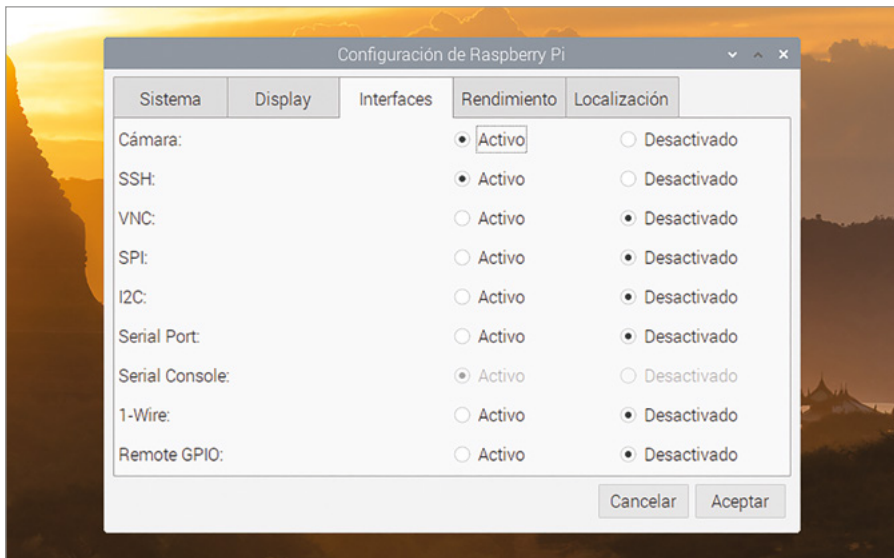 Configuración de Raspberry Pi
Sistema Display Interfaces Rendimiento Localización
Cámara: Activo Desactivado
SSH: Activo Desactivado
VNC: Activo Desactivado
SPI: Activo Desactivado
I2C: Activo Desactivado
Serial Port: Activo Desactivado
Serial Console: Activo Desactivado
1-Wire: Activo Desactivado
Remote GPIO: Activo Desactivado
Cancelar Aceptar